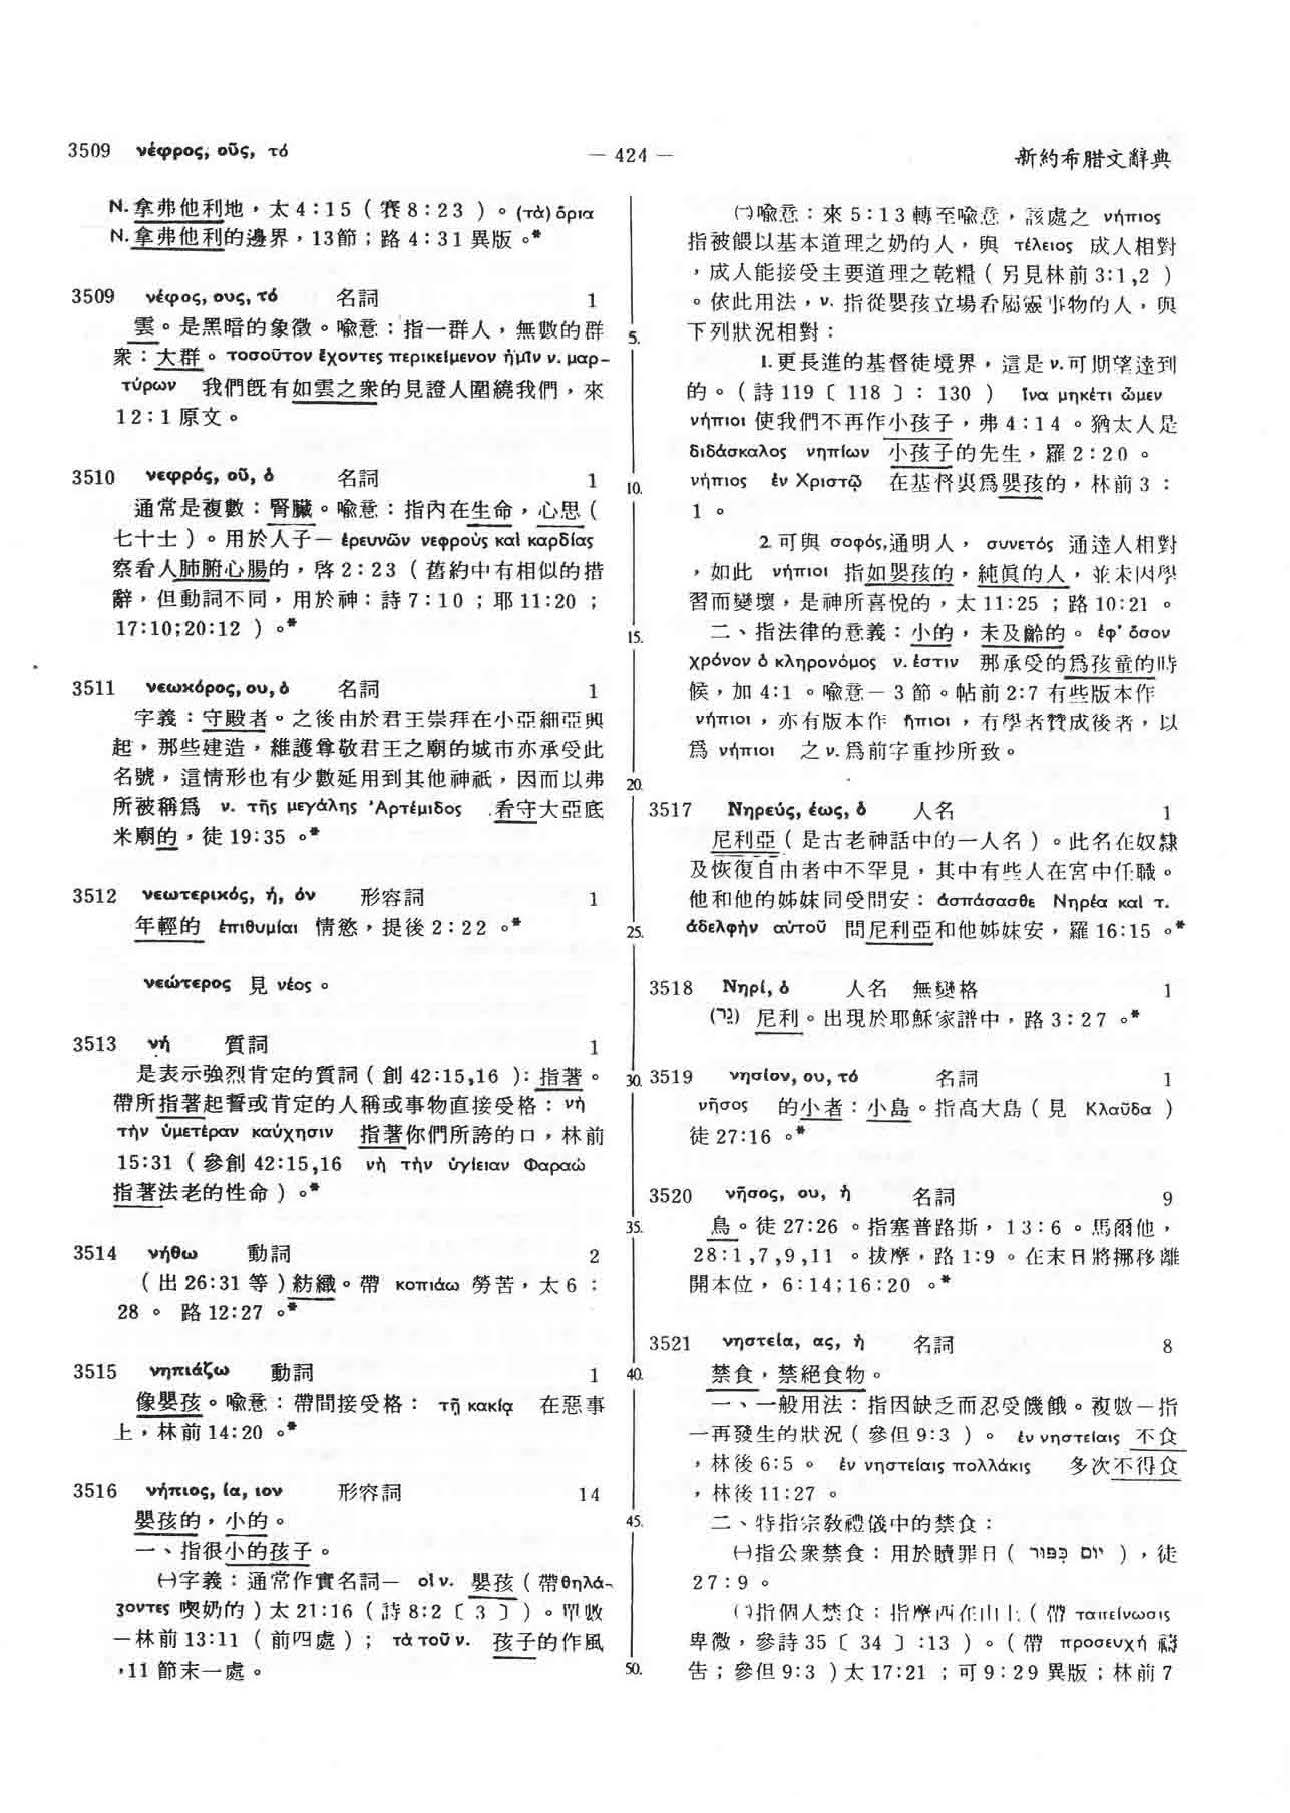 3509 νέφρος, οῦς, τό
— 424 —
新約希腊文辭典
N. 拿弗他利地，太4:15（賽8:23）。(τὰ) ὅρια
N. 拿弗他利的邊界，13節；路4:31異版。*
3509 νέφος, ους, τό 名詞 1
雲。是黑暗的象徵。喻意：指一群人，無數的群
衆：大群。τοσοῦτον ἔχοντες περικείμενον ἡμῖν ν. μαρ-
τύρων 我們既有如雲之衆的見證人圍繞我們，來
12:1原文。
3510 νεφρός, οῦ, ὁ 名詞 1
通常是複數：腎臟。喻意：指內在生命，心思（
七十士）。用於人子— ἐρευνῶν νεφροὺς καὶ καρδίας
察看人肺腑心腸的，啓2:23（舊約中有相似的措
辭，但動詞不同，用於神：詩7:10；耶11:20；
17:10;20:12）。*
3511 νεωκόρος, ου, ὁ 名詞 1
字義：守殿者。之後由於君王崇拜在小亞細亞興
起，那些建造，維護尊敬君王之廟的城市亦承受此
名號，這情形也有少數延用到其他神祇，因而以弗
所被稱爲 ν. τῆς μεγάλης Ἀρτέμιδος 看守大亞底
米廟的，徒19:35。*
3512 νεωτερικός, ή, όν 形容詞 1
年輕的 ἐπιθυμίαι 情慾，提後2:22。*
νεώτερος 見 νέος。
3513 νή 質詞 1
是表示強烈肯定的質詞（創42:15,16）：指著。
帶所指著起誓或肯定的人稱或事物直接受格：νὴ
τὴν ὑμετέραν καύχησιν 指著你們所誇的口，林前
15:31（參創42:15,16 νὴ τὴν ὑγίειαν Φαραώ
指著法老的性命）。*
3514 νήθω 動詞 2
（出26:31等）紡織。帶 κοπιάω 勞苦，太6：
28。路12:27。*
3515 νηπιάζω 動詞 1
像嬰孩。喻意：帶間接受格：τῇ κακίᾳ 在惡事
上，林前14:20。*
3516 νήπιος, ία, ιον 形容詞 14
嬰孩的，小的。
一、指很小的孩子。
㈠字義：通常作實名詞— οἱ ν. 嬰孩（帶θηλά-
ζοντες 喫奶的）太21:16（詩8:2〔3〕）。單數
—林前13:11（前四處）；τὰ τοῦ ν. 孩子的作風
，11節末一處。
5.
10.
15.
20.
25.
30.
35.
40.
45.
50.
㈡喻意：來5:13轉至喻意，該處之 νήπιος
指被餵以基本道理之奶的人，與 τέλειος 成人相對
，成人能接受主要道理之乾糧（另見林前3:1,2）
。依此用法，ν. 指從嬰孩立場看屬靈事物的人，與
下列狀況相對：
1. 更長進的基督徒境界，這是 ν. 可期望達到
的。（詩119〔118〕：130） ἵνα μηκέτι ὦμεν
νήπιοι 使我們不再作小孩子，弗4:14。猶太人是
διδάσκαλος νηπίων 小孩子的先生，羅2:20。
νήπιος ἐν Χριστῷ 在基督裏爲嬰孩的，林前3：
1。
2. 可與 σοφός, 通明人， συνετός 通達人相對
，如此 νήπιοι 指如嬰孩的，純眞的人，並未因學
習而變壞，是神所喜悅的，太11:25；路10:21。
二、指法律的意義：小的，未及齡的。ἐφ' ὅσον
χρόνον ὁ κληρονόμος ν. ἐστιν 那承受的爲孩童的時
候，加4:1。喻意— 3節。帖前2:7有些版本作
νήπιοι，亦有版本作 ἤπιοι，有學者贊成後者，以
爲 νήπιοι 之 ν. 爲前字重抄所致。
3517 Νηρεύς, έως, ὁ 人名 1
尼利亞（是古老神話中的一人名）。此名在奴隸
及恢復自由者中不罕見，其中有些人在宮中任職。
他和他的姊妹同受問安：ἀσπάσασθε Νηρέα καὶ τ.
ἀδελφὴν αὐτοῦ 問尼利亞和他姊妹安，羅16:15。*
3518 Νηρί, ὁ 人名 無變格 1
（נֵרִי）尼利。出現於耶穌家譜中，路3:27。*
3519 νησίον, ου, τό 名詞 1
νῆσος 的小者：小島。指高大島（見 Κλαῦδα）
徒27:16。*
3520 νῆσος, ου, ἡ 名詞 9
島。徒27:26。指塞普路斯，13:6。馬爾他，
28:1,7,9,11。拔摩，路1:9。在末日將挪移離
開本位，6:14;16:20。*
3521 νηστεία, ας, ἡ 名詞 8
禁食，禁絕食物。
一、一般用法：指因缺乏而忍受饑餓。複數—指
一再發生的狀況（參但9:3）。ἐν νηστείαις 不食
，林後6:5。ἐν νηστείαις πολλάκις 多次不得食
，林後11:27。
二、特指宗教禮儀中的禁食：
㈠指公衆禁食：用於贖罪日（יוֹם כִּפּוּר），徒
27:9。
㈡指個人禁食：指摩西在山上（帶 ταπείνωσις
卑微，參詩35〔34〕:13）。（帶 προσευχή 禱
告；參但9:3）太17:21；可9:29異版；林前7